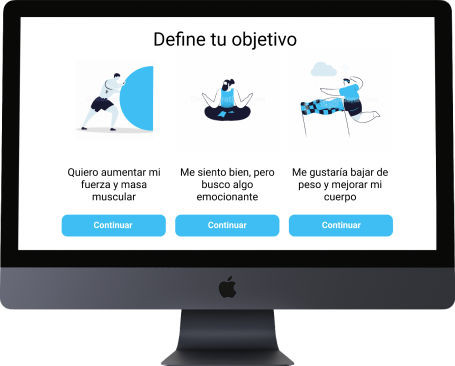 Define tu objetivo
Quiero aumentar mi
fuerza y masa
muscular
Me siento bien, pero
busco algo
emocionante
Me gustaría bajar de
peso y mejorar mi
cuerpo
Continuar
Continuar
Continuar